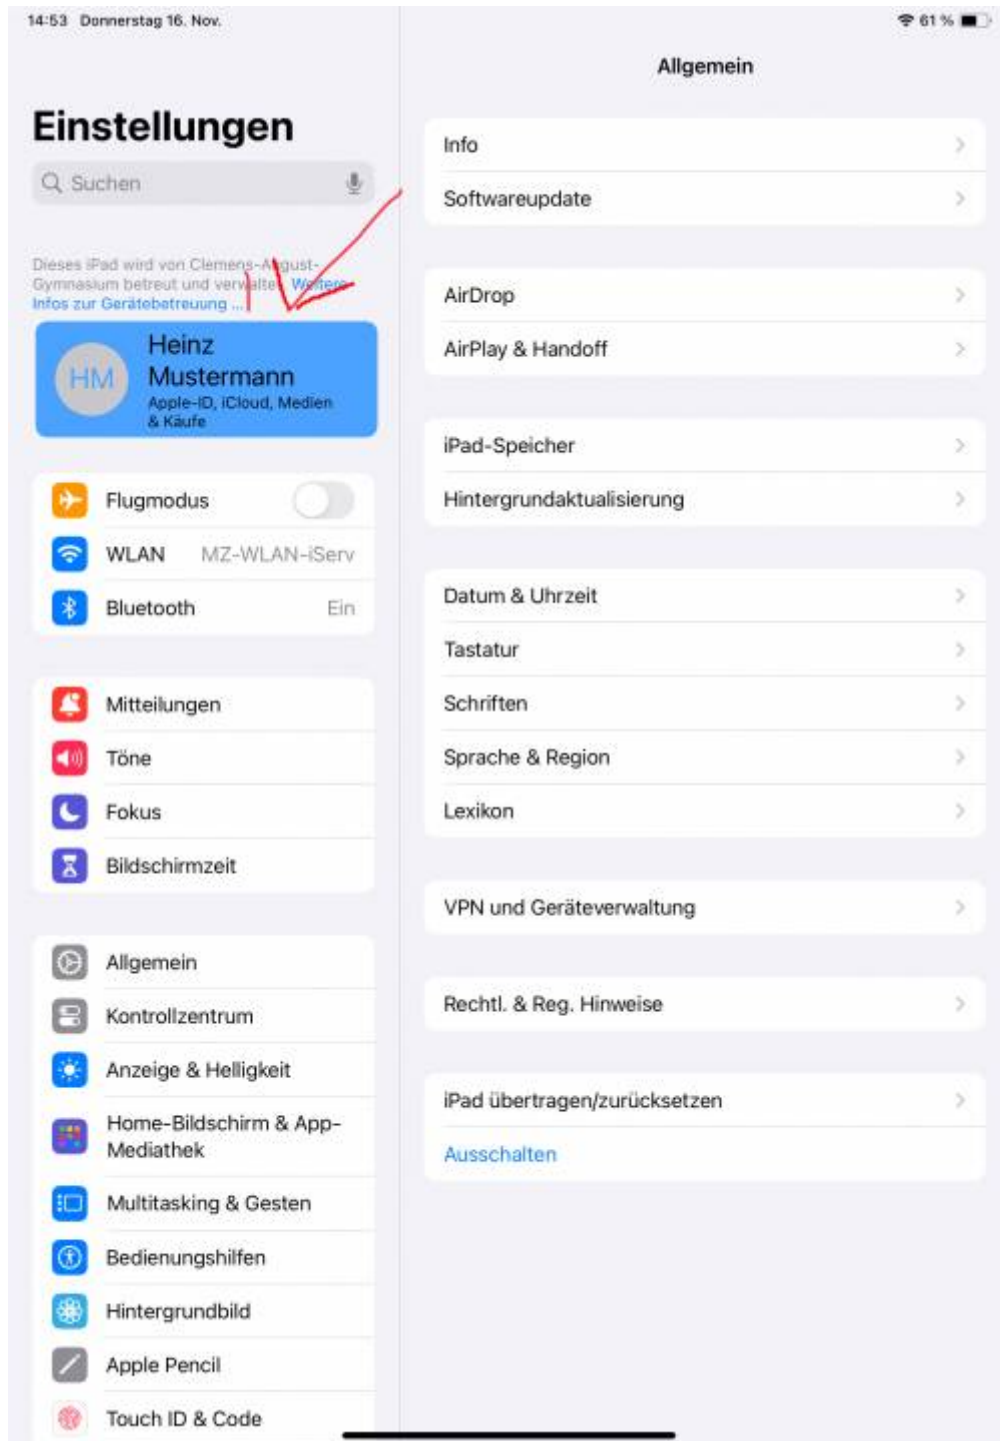 14:53 Donnerstag 16. Nov.
61 %
Einstellungen
Suchen
Dieses iPad wird von Clemens-August-
Gymnasium betreut und verwaltet. Weitere
Infos zur Gerätebetreuung ...
HM
Heinz
Mustermann
Apple-ID, iCloud, Medien
& Käufe
Flugmodus
WLAN MZ-WLAN-iServ
Bluetooth Ein
Mitteilungen
Töne
Fokus
Bildschirmzeit
Allgemein
Kontrollzentrum
Anzeige & Helligkeit
Home-Bildschirm & App-
Mediathek
Multitasking & Gesten
Bedienungshilfen
Hintergrundbild
Apple Pencil
Touch ID & Code
Allgemein
Info
Softwareupdate
AirDrop
AirPlay & Handoff
iPad-Speicher
Hintergrundaktualisierung
Datum & Uhrzeit
Tastatur
Schriften
Sprache & Region
Lexikon
VPN und Geräteverwaltung
Rechtl. & Reg. Hinweise
iPad übertragen/zurücksetzen
Ausschalten